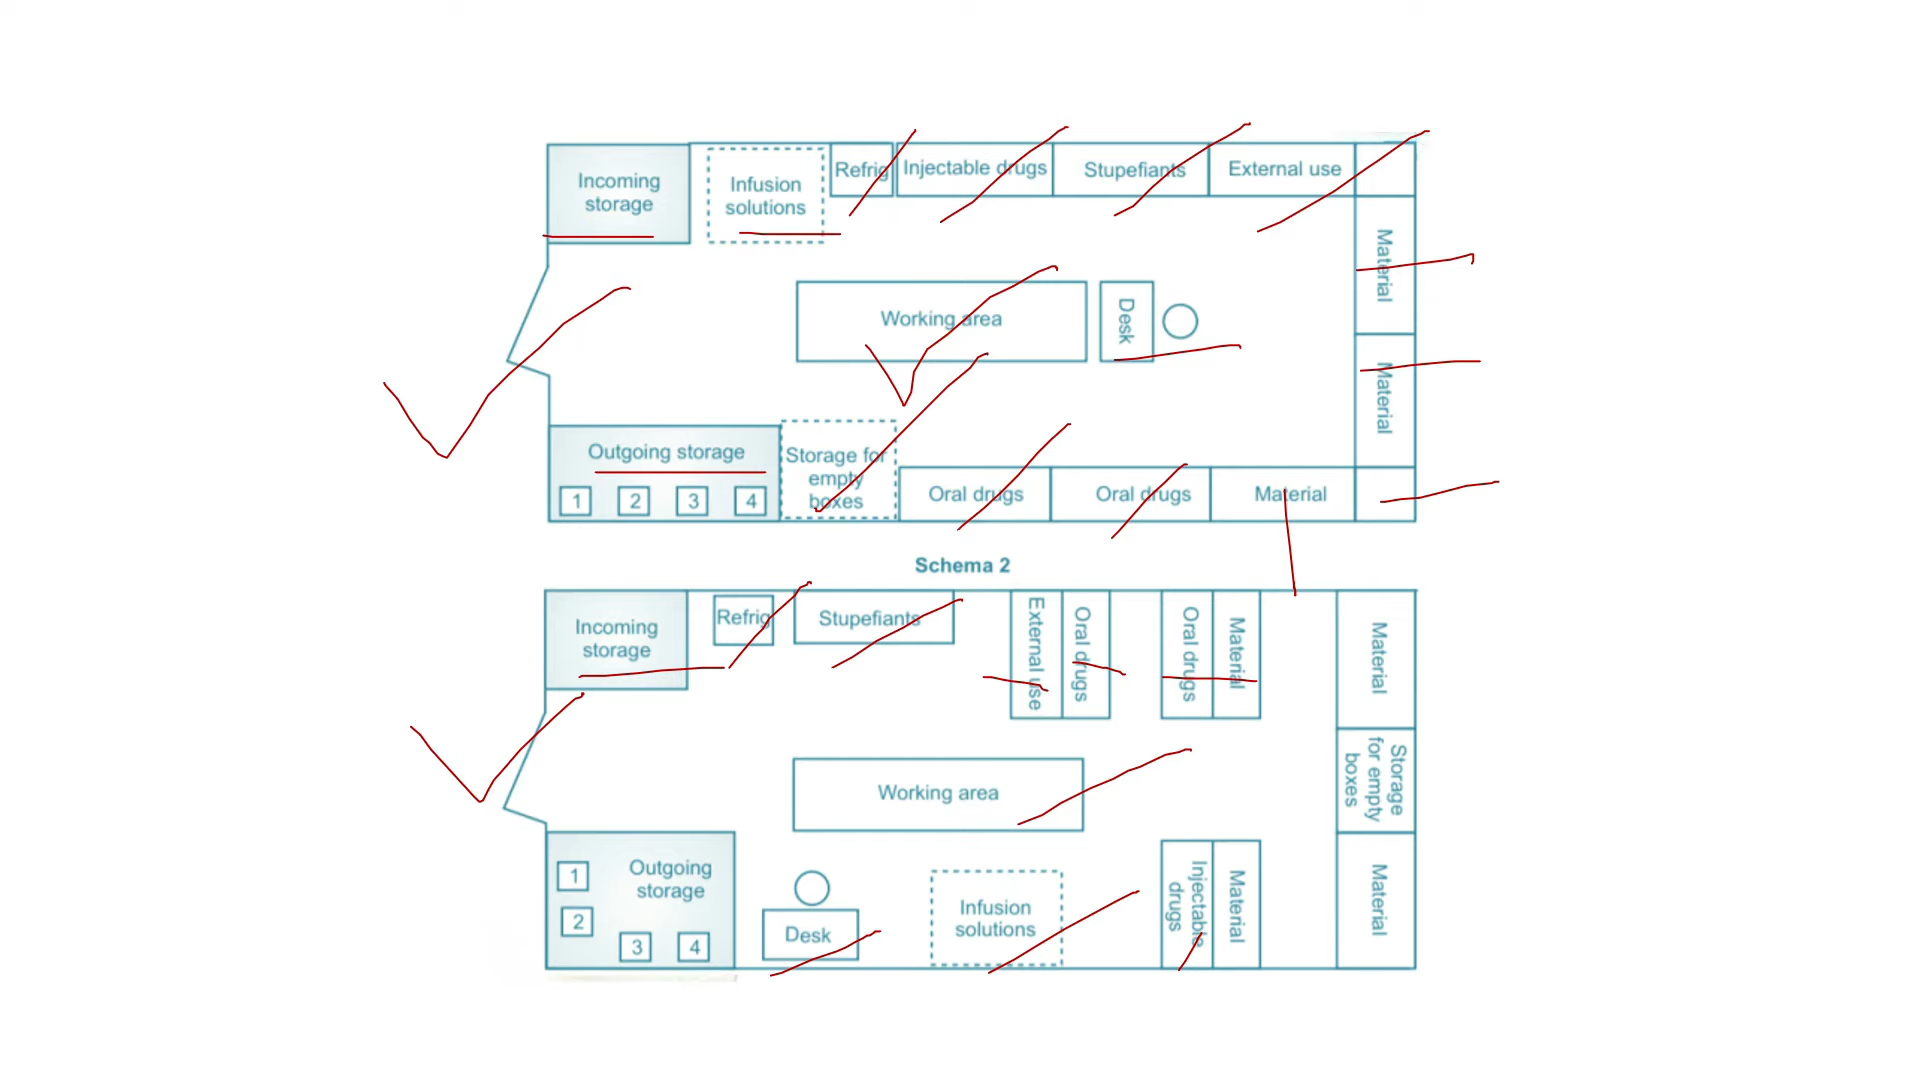 Incoming
storage
Infusion
solutions
Refrig
Injectable drugs
Stupefiants
External use
Material
Working area
Desk
Material
Outgoing storage
1
2
3
4
Storage for
empty
boxes
Oral drugs
Oral drugs
Material
Schema 2
Incoming
storage
Refrig
Stupefiants
External use
Oral drugs
Oral drugs
Material
Material
Working area
Storage
for empty
boxes
1
2
3
4
Outgoing
storage
Desk
Infusion
solutions
Injectable
drugs
Material
Material